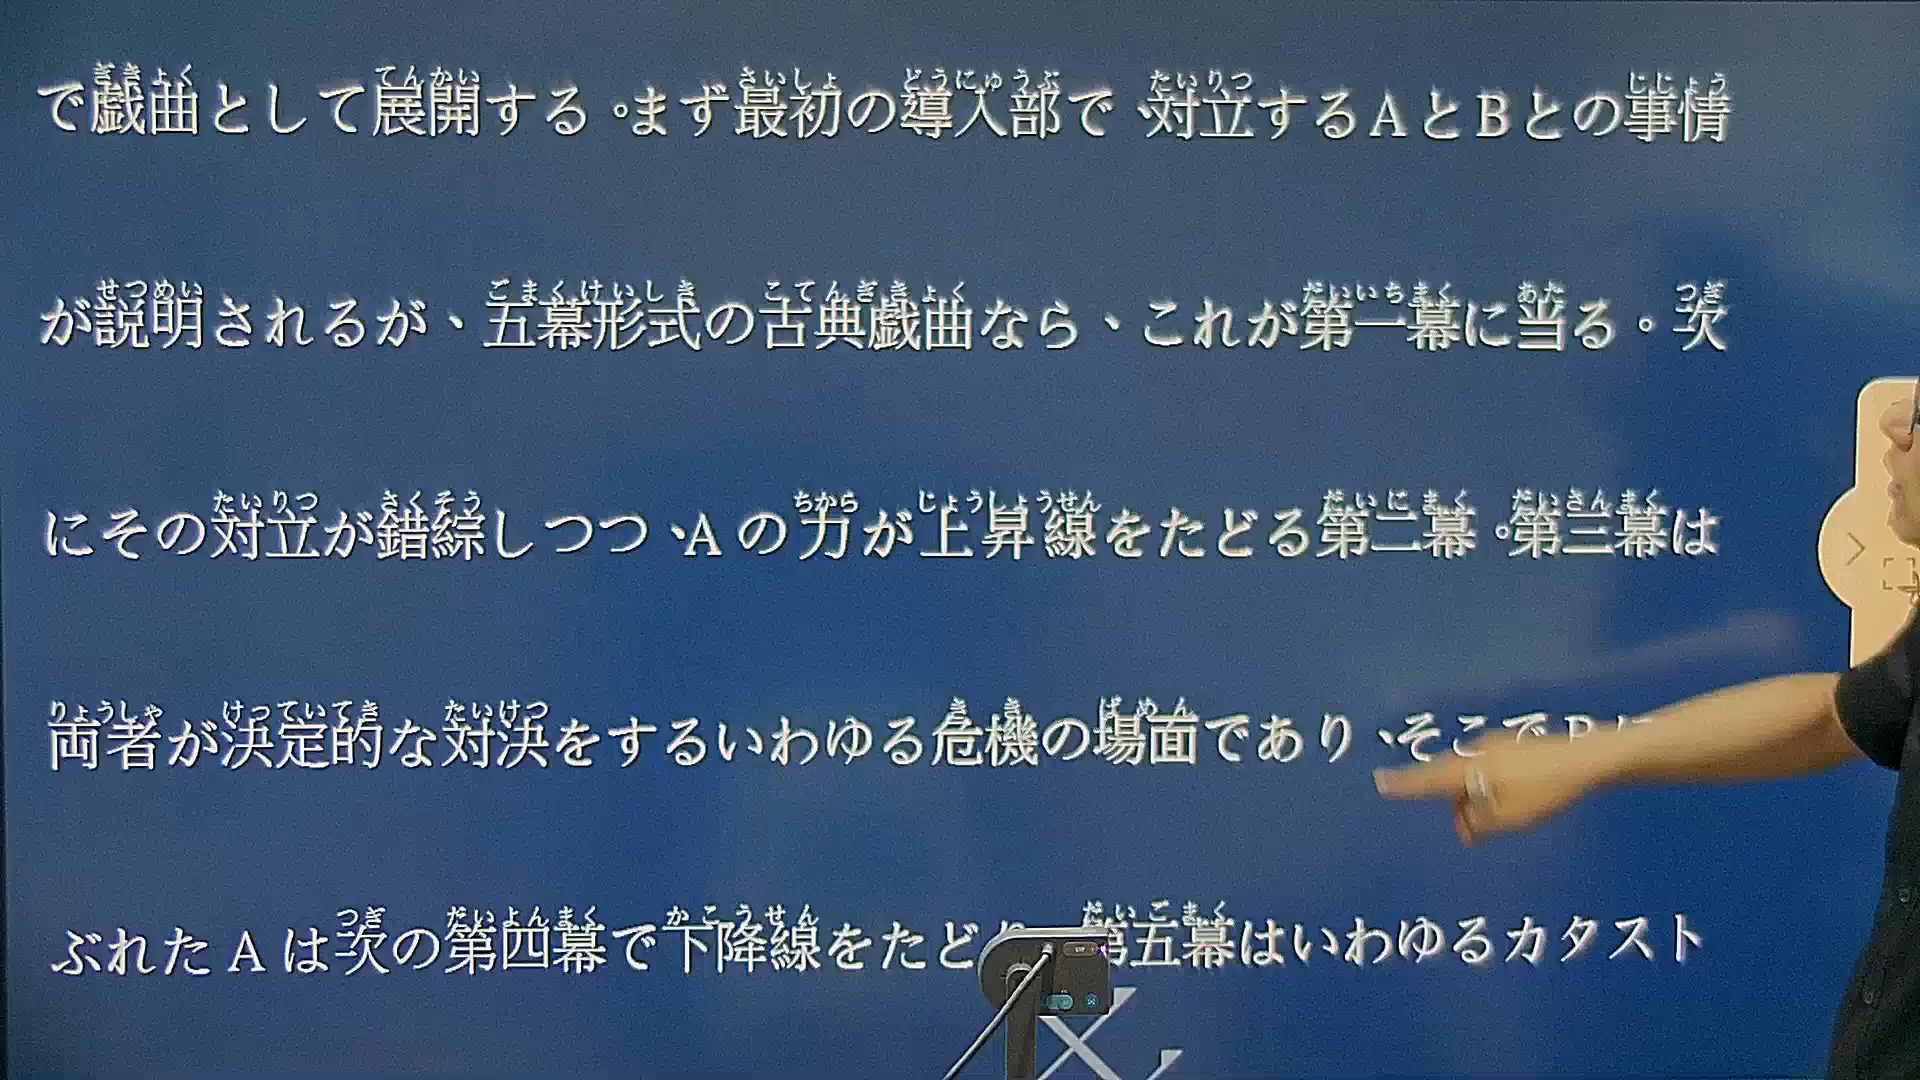 で戯曲として展開する。まず最初の導入部で、対立するAとBとの事情
が説明されるが、五幕形式の古典戯曲なら、これが第一幕に当る。次
にその対立が錯綜しつつ、Aの力が上昇線をたどる第二幕。第三幕は
両者が決定的な対決をするいわゆる危機の場面であり、そこで
ぶれたAは次の第四幕で下降線をたど 第五幕はいわゆるカタスト